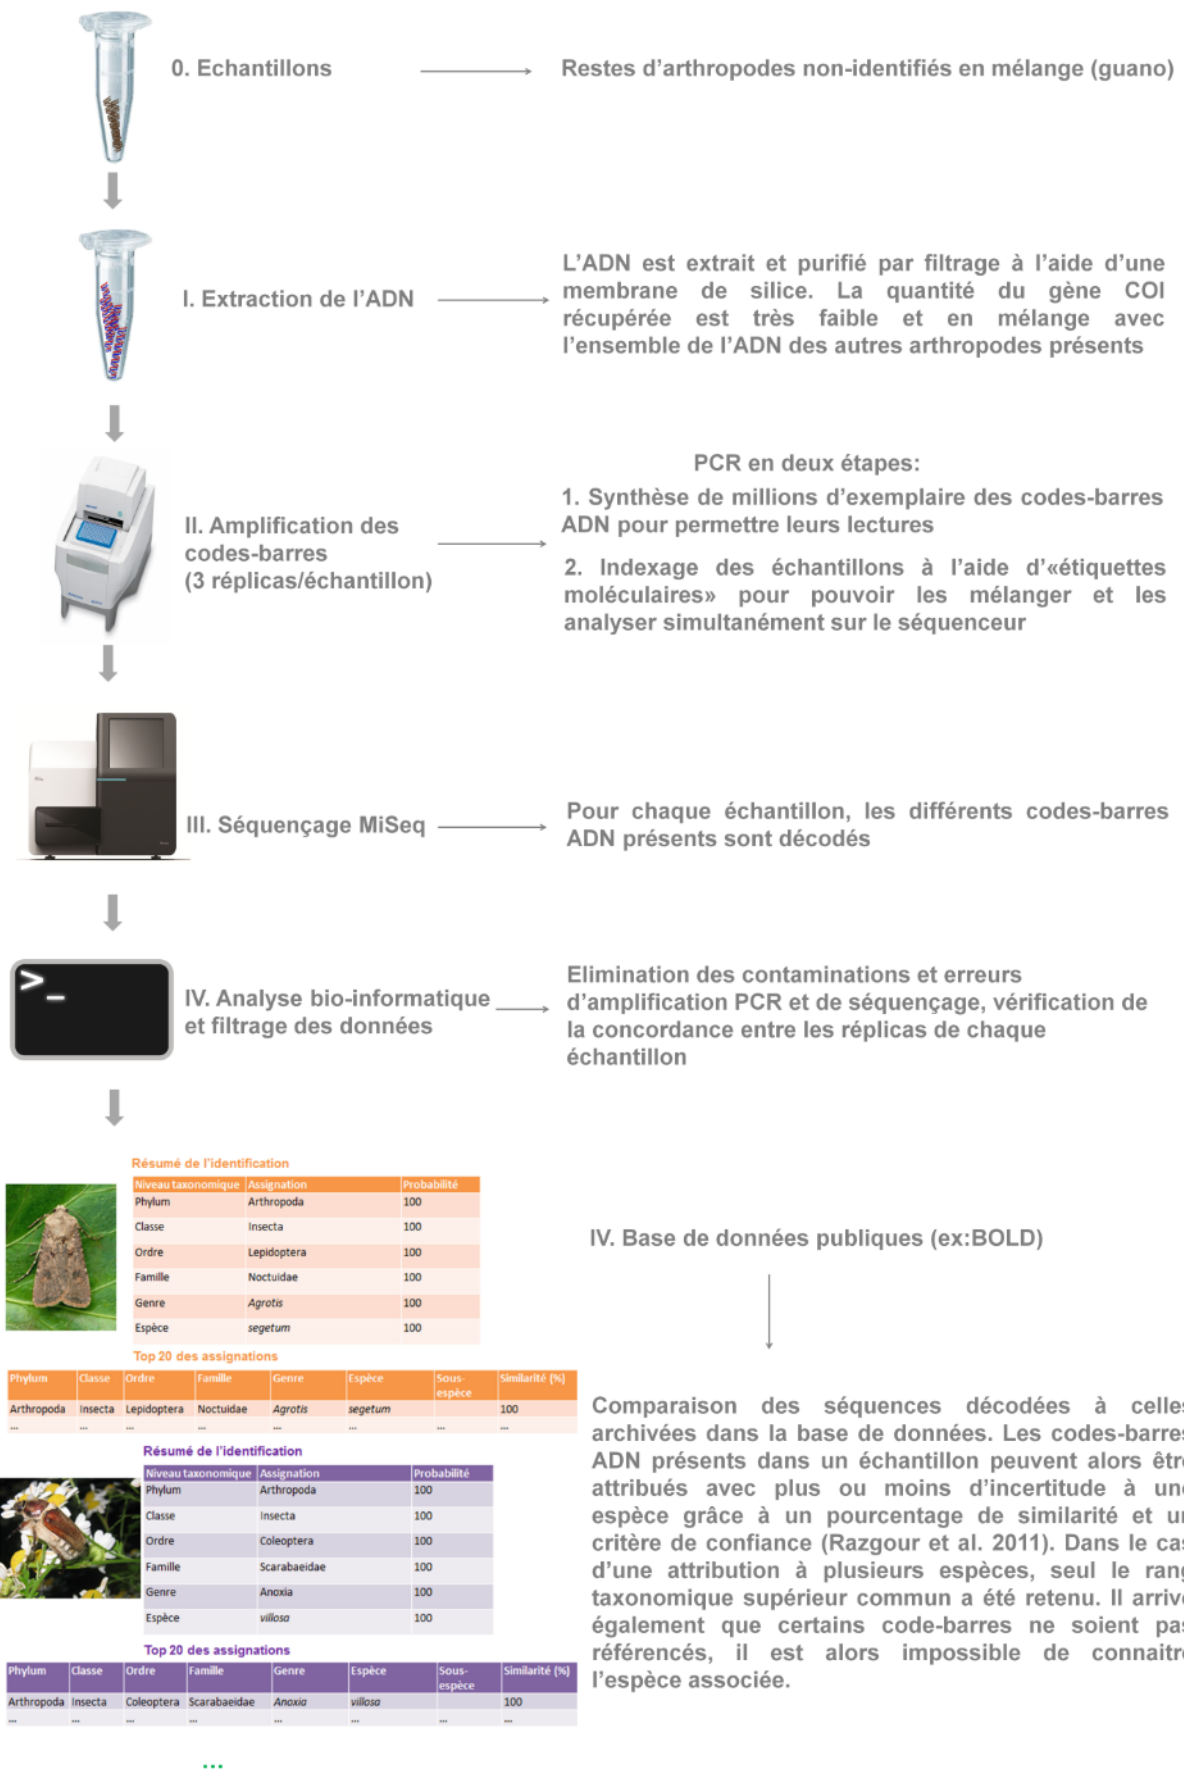 0. Echantillons
Restes d'arthropodes non-identifiés en mélange (guano)
I. Extraction de l'ADN
L'ADN est extrait et purifié par filtrage à l'aide d'une
membrane de silice. La quantité du gène COI
récupérée est très faible et en mélange avec
l'ensemble de l'ADN des autres arthropodes présents
II. Amplification des
codes-barres
(3 réplicas/échantillon)
PCR en deux étapes:
1. Synthèse de millions d'exemplaire des codes-barres
ADN pour permettre leurs lectures
2. Indexage des échantillons à l'aide d'«étiquettes
moléculaires» pour pouvoir les mélanger et les
analyser simultanément sur le séquenceur
III. Séquençage MiSeq
Pour chaque échantillon, les différents codes-barres
ADN présents sont décodés
>_
IV. Analyse bio-informatique
et filtrage des données
Elimination des contaminations et erreurs
d'amplification PCR et de séquençage, vérification de
la concordance entre les réplicas de chaque
échantillon
Résumé de l'identification
Niveau taxonomique Assignation Probabilité
Phylum Arthropoda 100
Classe Insecta 100
Ordre Lepidoptera 100
Famille Noctuidae 100
Genre Agrotis 100
Espèce segetum 100
Top 20 des assignations
Phylum Classe Ordre Famille Genre Espèce Sous-espèce Similarité (%)
Arthropoda Insecta Lepidoptera Noctuidae Agrotis segetum 100
... ... ... ... ... ... ...
Résumé de l'identification
Niveau taxonomique Assignation Probabilité
Phylum Arthropoda 100
Classe Insecta 100
Ordre Coleoptera 100
Famille Scarabaeidae 100
Genre Anoxia 100
Espèce villosa 100
Top 20 des assignations
Phylum Classe Ordre Famille Genre Espèce Sous-espèce Similarité (%)
Arthropoda Insecta Coleoptera Scarabaeidae Anoxia villosa 100
... ... ... ... ... ... ...
...
IV. Base de données publiques (ex:BOLD)
Comparaison des séquences décodées à celles
archivées dans la base de données. Les codes-barres
ADN présents dans un échantillon peuvent alors êtr
attribués avec plus ou moins d'incertitude à un
espèce grâce à un pourcentage de similarité et un
critère de confiance (Razgour et al. 2011). Dans le cas
d'une attribution à plusieurs espèces, seul le rang
taxonomique supérieur commun a été retenu. Il arriv
également que certains code-barres ne soient pas
référencés, il est alors impossible de connaitr
l'espèce associée.